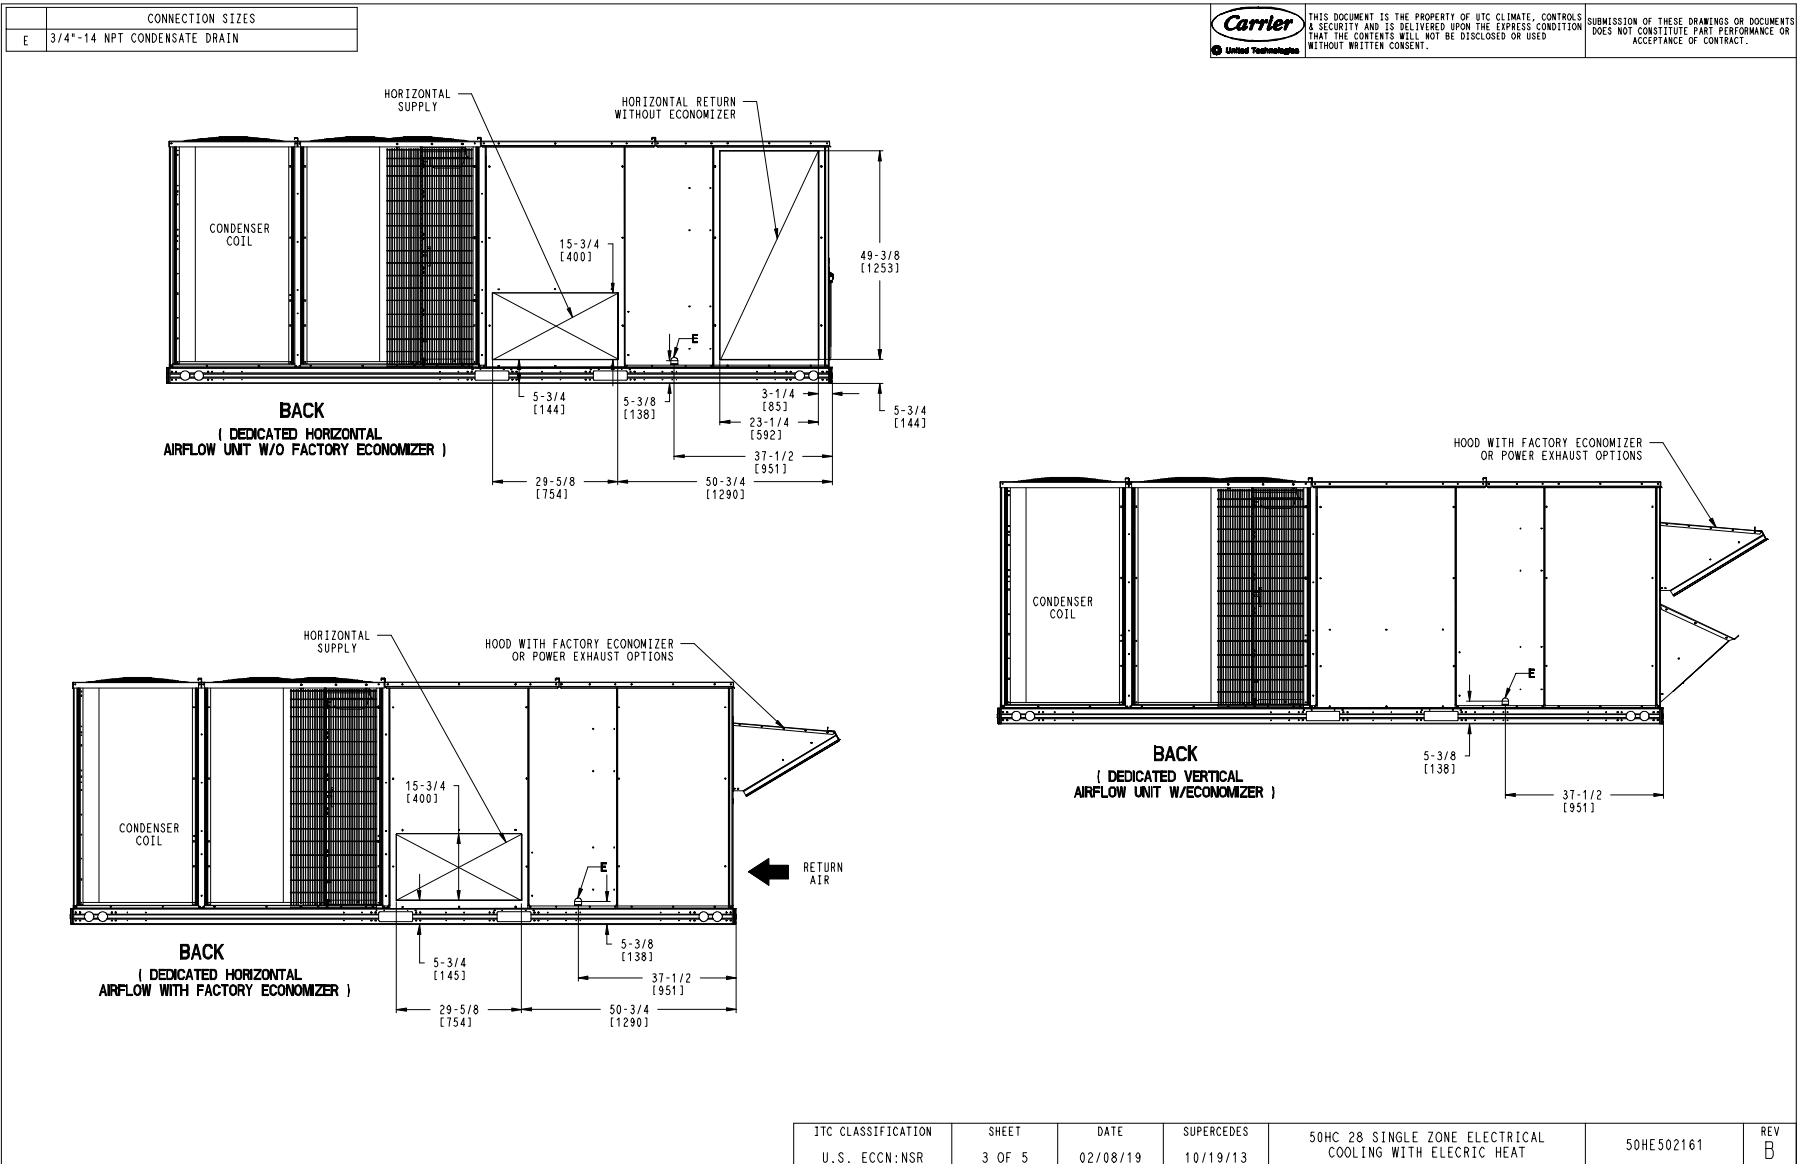 CONNECTION SIZES
E 3/4"-14 NPT CONDENSATE DRAIN
Carrier
© United Technologies
THIS DOCUMENT IS THE PROPERTY OF UTC CLIMATE, CONTROLS
& SECURITY AND IS DELIVERED UPON THE EXPRESS CONDITION
THAT THE CONTENTS WILL NOT BE DISCLOSED OR USED
WITHOUT WRITTEN CONSENT.
SUBMISSION OF THESE DRAWINGS OR DOCUMENTS
DOES NOT CONSTITUTE PART PERFORMANCE OR
ACCEPTANCE OF CONTRACT.
HORIZONTAL
SUPPLY
HORIZONTAL RETURN
WITHOUT ECONOMIZER
CONDENSER
COIL
15-3/4
[400]
49-3/8
[1253]
E
5-3/4
[144]
5-3/8
[138]
3-1/4
[85]
5-3/4
[144]
23-1/4
[592]
37-1/2
[951]
29-5/8
[754]
50-3/4
[1290]
BACK
( DEDICATED HORIZONTAL
AIRFLOW UNIT W/O FACTORY ECONOMIZER )
HOOD WITH FACTORY ECONOMIZER
OR POWER EXHAUST OPTIONS
CONDENSER
COIL
E
5-3/8
[138]
37-1/2
[951]
BACK
( DEDICATED VERTICAL
AIRFLOW UNIT W/ECONOMIZER )
HORIZONTAL
SUPPLY
HOOD WITH FACTORY ECONOMIZER
OR POWER EXHAUST OPTIONS
15-3/4
[400]
CONDENSER
COIL
E
RETURN
AIR
5-3/8
[138]
5-3/4
[145]
37-1/2
[951]
29-5/8
[754]
50-3/4
[1290]
BACK
( DEDICATED HORIZONTAL
AIRFLOW WITH FACTORY ECONOMIZER )
ITC CLASSIFICATION
U.S. ECCN:NSR
SHEET
3 OF 5
DATE
02/08/19
SUPERCEDES
10/19/13
50HC 28 SINGLE ZONE ELECTRICAL
COOLING WITH ELECRIC HEAT
50HE502161
REV
B